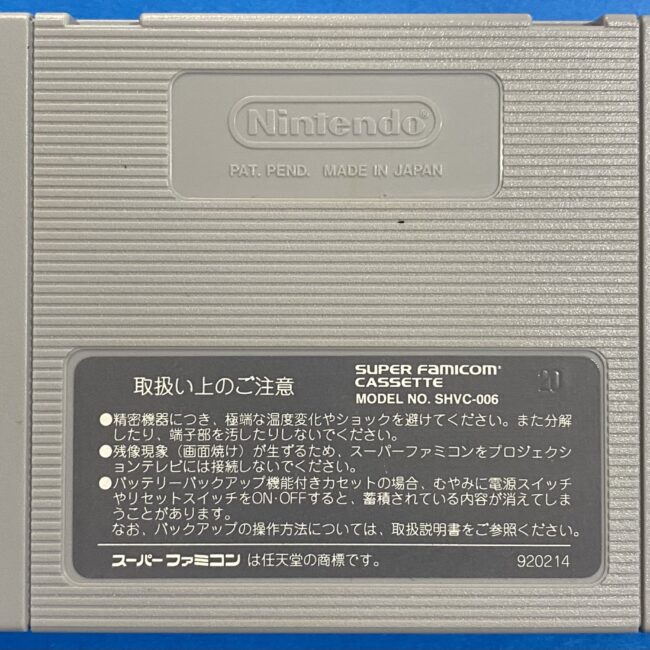 Nintendo®
PAT. PEND. MADE IN JAPAN
取扱い上のご注意
SUPER FAMICOM®
CASSETTE
MODEL NO. SHVC-006
20
●精密機器につき、極端な温度変化やショックを避けてください。また分解
したり、端子部を汚したりしないでください。
●残像現象（画面焼け）が生ずるため、スーパーファミコンをプロジェクシ
ョンテレビには接続しないでください。
●バッテリーバックアップ機能付きカセットの場合、むやみに電源スイッチ
やリセットスイッチをON・OFFすると、蓄積されている内容が消えてしま
うことがあります。
なお、バックアップの操作方法については、取扱説明書をご参照ください。
スーパーファミコン は任天堂の商標です。
920214